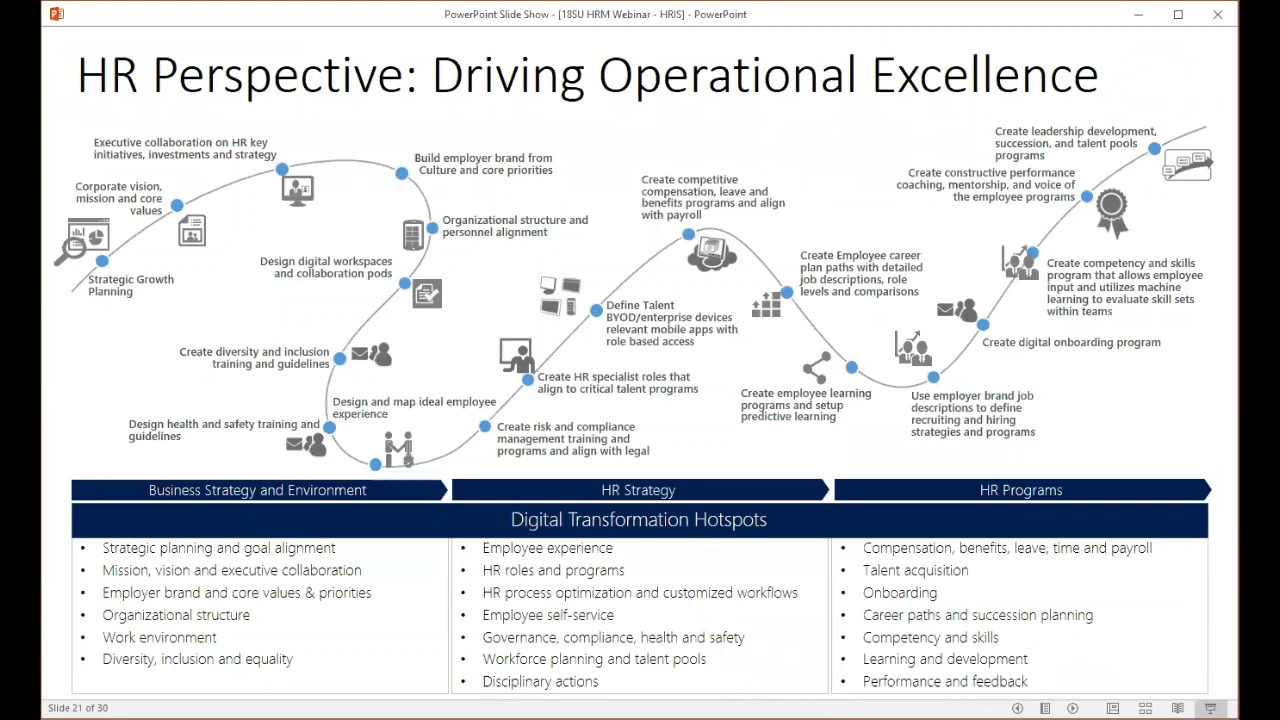 PowerPoint Slide Show - [18SU HRM Webinar - HRIS] - PowerPoint
HR Perspective: Driving Operational Excellence
Executive collaboration on HR key
initiatives, investments and strategy
Corporate vision,
mission and core
values
Strategic Growth
Planning
Build employer brand from
Culture and core priorities
Organizational structure and
personnel alignment
Design digital workspaces
and collaboration pods
Create diversity and inclusion
training and guidelines
Design health and safety training and
guidelines
Design and map ideal employee
experience
Create risk and compliance
management training and
programs and align with legal
Create HR specialist roles that
align to critical talent programs
Define Talent
BYOD/enterprise devices
relevant mobile apps with
role based access
Create competitive
compensation, leave and
benefits programs and align
with payroll
Create Employee career
plan paths with detailed
job descriptions, role
levels and comparisons
Create employee learning
programs and setup
predictive learning
Use employer brand job
descriptions to define
recruiting and hiring
strategies and programs
Create digital onboarding program
Create competency and skills
program that allows employee
input and utilizes machine
learning to evaluate skill sets
within teams
Create constructive performance
coaching, mentorship, and voice of
the employee programs
Create leadership development,
succession, and talent pools
programs
Business Strategy and Environment
HR Strategy
HR Programs
Digital Transformation Hotspots
• Strategic planning and goal alignment
• Mission, vision and executive collaboration
• Employer brand and core values & priorities
• Organizational structure
• Work environment
• Diversity, inclusion and equality
• Employee experience
• HR roles and programs
• HR process optimization and customized workflows
• Employee self-service
• Governance, compliance, health and safety
• Workforce planning and talent pools
• Disciplinary actions
• Compensation, benefits, leave, time and payroll
• Talent acquisition
• Onboarding
• Career paths and succession planning
• Competency and skills
• Learning and development
• Performance and feedback
Slide 21 of 30